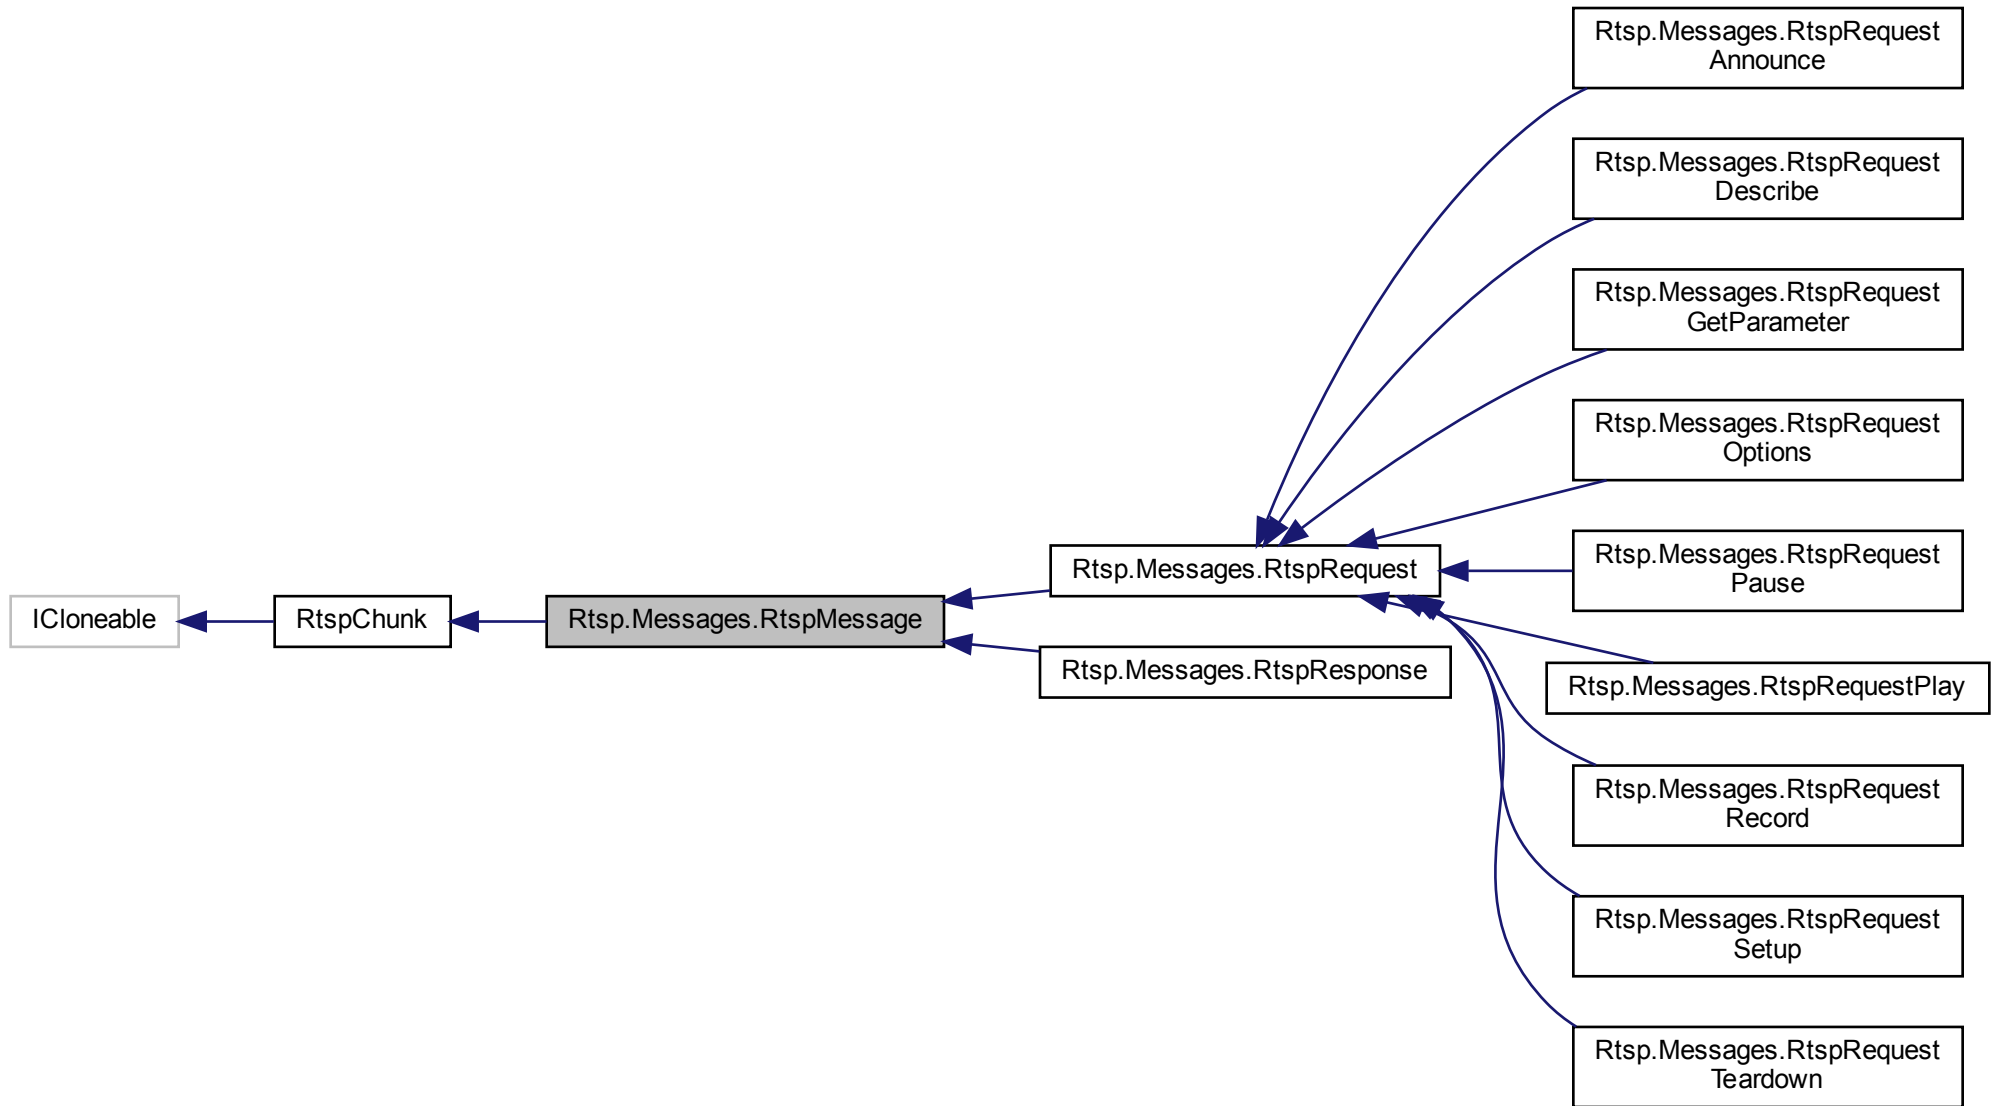 Rtsp.Messages.RtspRequest
Announce
Rtsp.Messages.RtspRequest
Describe
Rtsp.Messages.RtspRequest
GetParameter
Rtsp.Messages.RtspRequest
Options
Rtsp.Messages.RtspRequest
Pause
Rtsp.Messages.RtspRequest
ICloneable
RtspChunk
Rtsp.Messages.RtspMessage
Rtsp.Messages.RtspResponse
Rtsp.Messages.RtspRequestPlay
Rtsp.Messages.RtspRequest
Record
Rtsp.Messages.RtspRequest
Setup
Rtsp.Messages.RtspRequest
Teardown